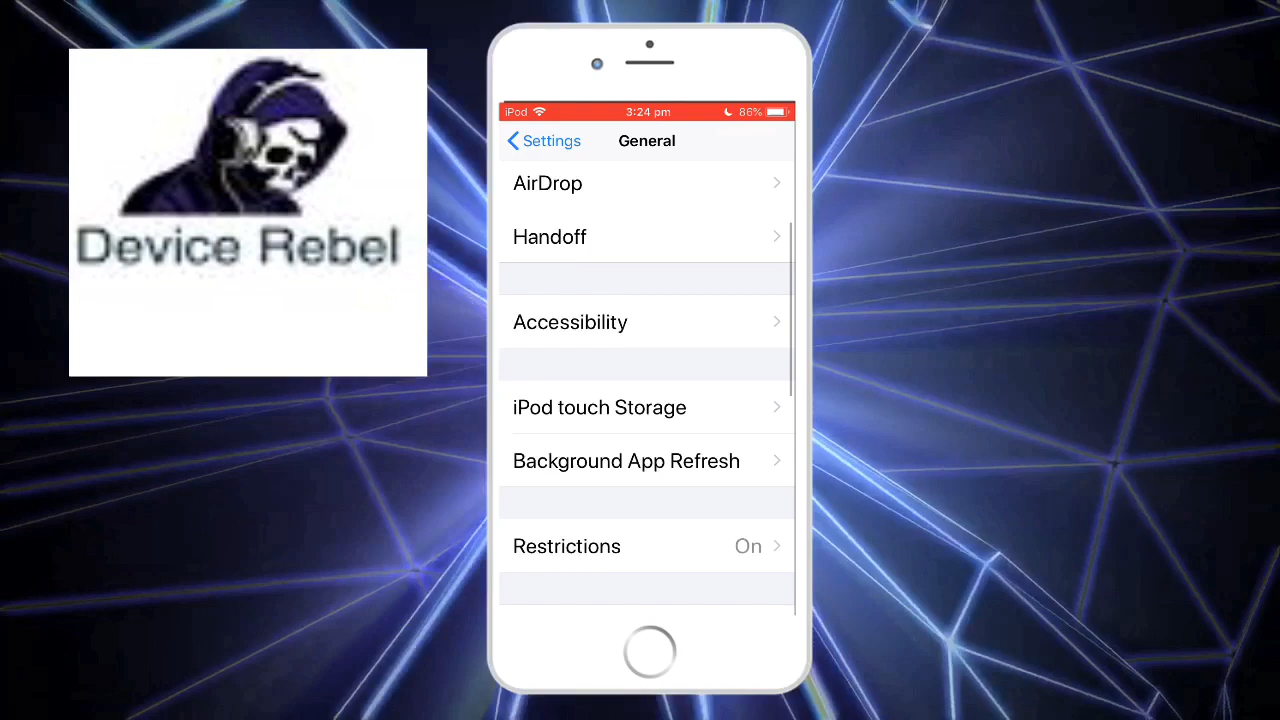 Device Rebel
iPod 3:24 pm 86%
Settings General
AirDrop
Handoff
Accessibility
iPod touch Storage
Background App Refresh
Restrictions On